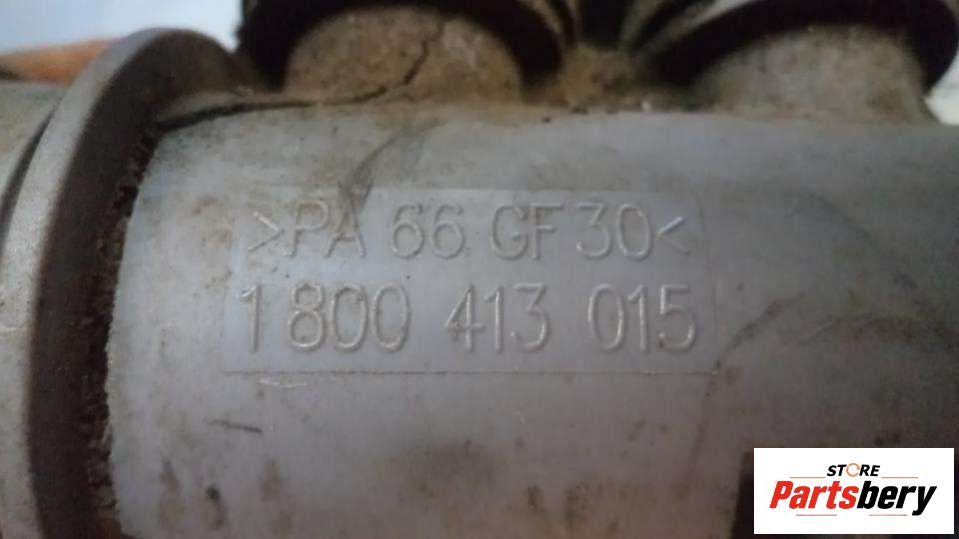 >PA 66 GF30<
1 800 413 015
STORE
Partsbery